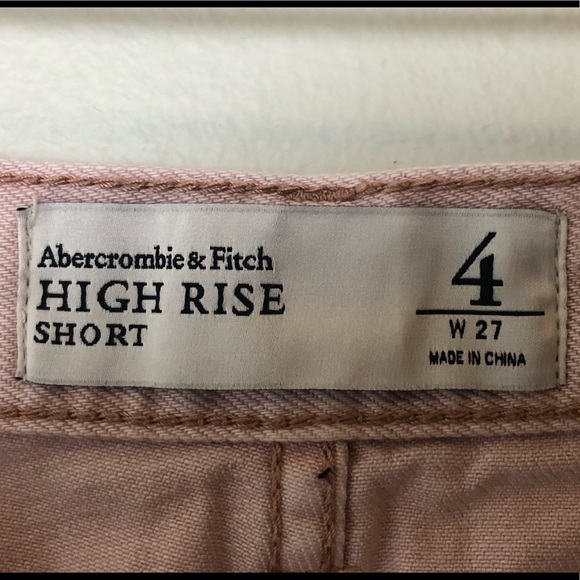 Abercrombie & Fitch
HIGH RISE
SHORT
4
W 27
MADE IN CHINA